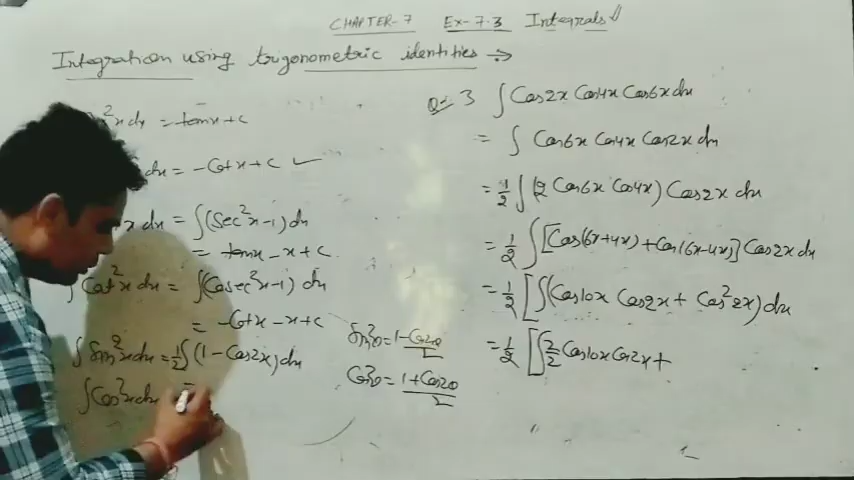 CHAPTER-7 Ex-7.3 Integrals
Integration using trigonometric identities →
²x dx = tanx + c
dx = -Cotx + c ✓
x dx = ∫(Sec²x-1) dx
= tanx - x + c
∫Cot²x dx = ∫(Cosec²x-1) dx
= -Cotx - x + c
∫Sin²x dx = 1/2 ∫(1-Cos2x) dx
∫Cos²x dx =
Sin²θ = 1-Cos2θ/2
Cos²θ = 1+Cos2θ/2
Q:- 3 ∫Cos2x Cos4x Cos6x dx
= ∫ Cos6x Cos4x Cos2x dx
= 1/2 ∫(2 Cos6x Cos4x) Cos2x dx
= 1/2 ∫[Cos(6x+4x) + Cos(6x-4x)] Cos2x dx
= 1/2 [∫(Cos10x Cos2x + Cos²2x) dx
= 1/2 [∫2/2 Cos10x Cos2x +